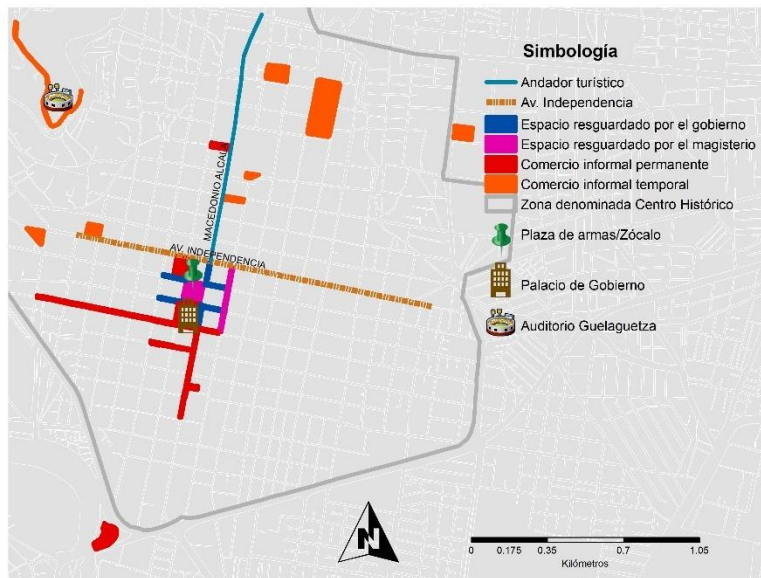 Simbología
Andador turístico
Av. Independencia
Espacio resguardado por el gobierno
Espacio resguardado por el magisterio
Comercio informal permanente
Comercio informal temporal
Zona denominada Centro Histórico
Plaza de armas/Zócalo
Palacio de Gobierno
Auditorio Guelaguetza
MACEDONIO ALCALÁ
AV. INDEPENDENCIA
N
0 0.175 0.35 0.7 1.05
Kilómetros